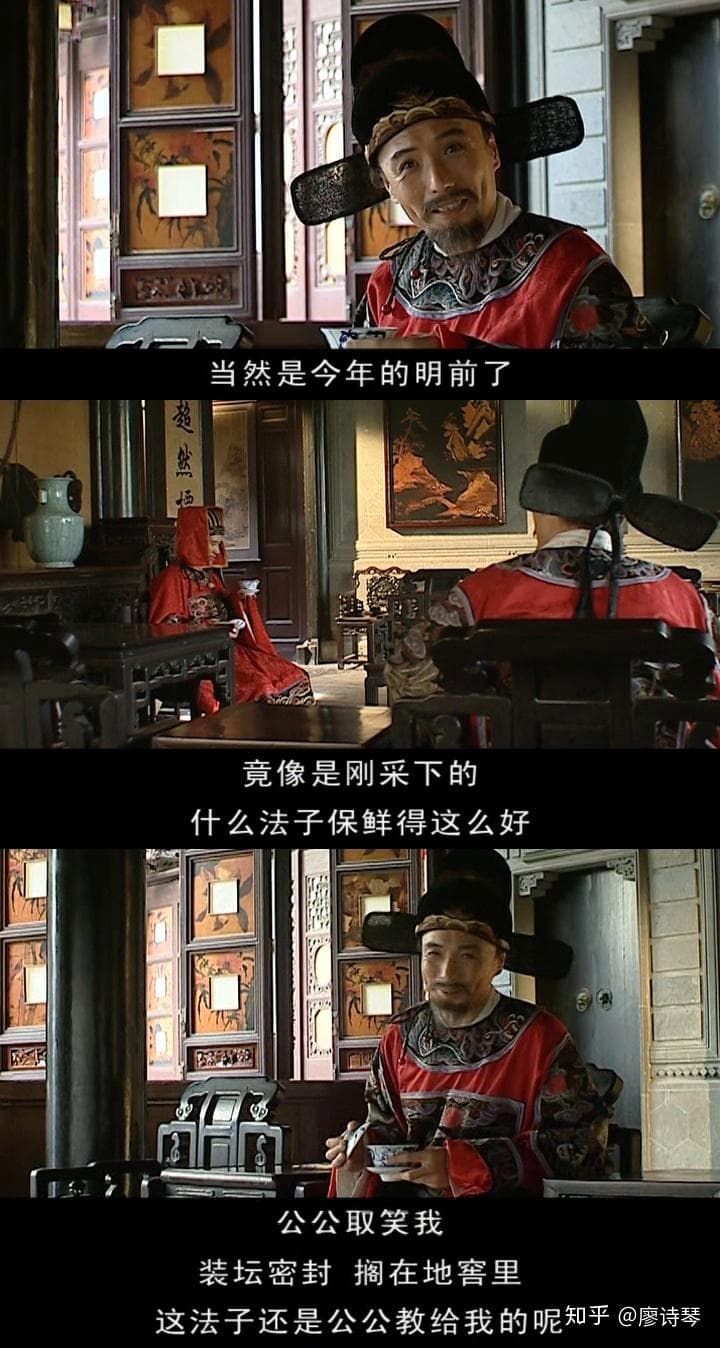 当然是今年的明前了
超然
竟像是刚采下的
什么法子保鲜得这么好
公公取笑我
装坛密封 搁在地窖里
这法子还是公公教给我的呢
知乎 @廖诗琴